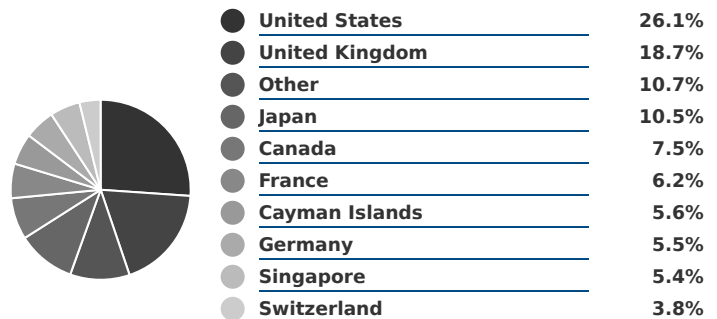 United States 26.1%
United Kingdom 18.7%
Other 10.7%
Japan 10.5%
Canada 7.5%
France 6.2%
Cayman Islands 5.6%
Germany 5.5%
Singapore 5.4%
Switzerland 3.8%